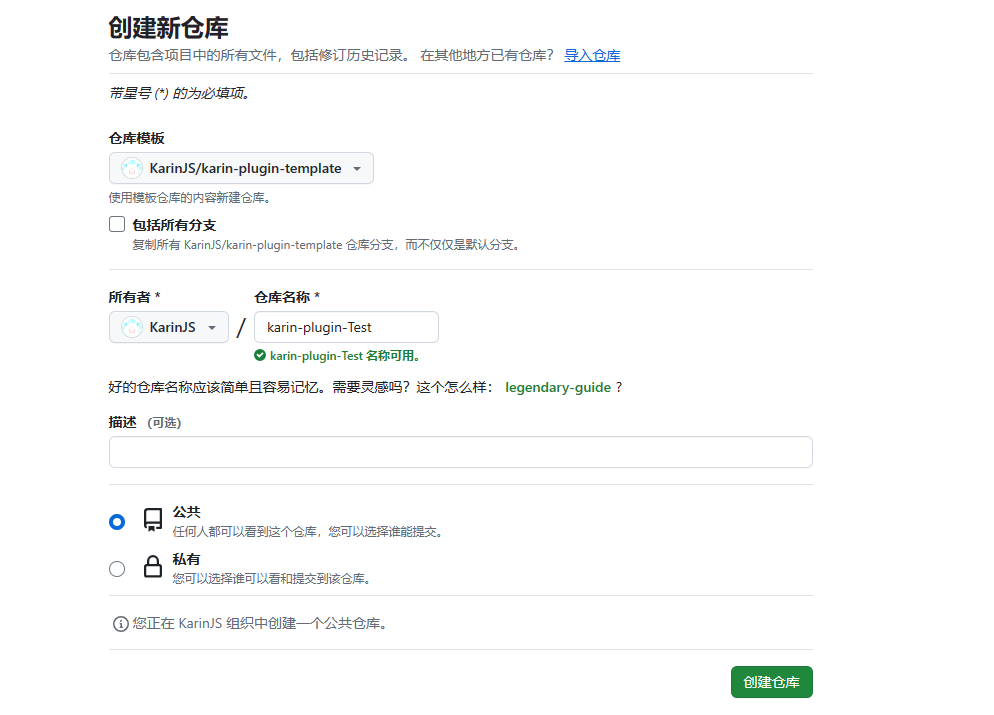 创建新仓库
仓库包含项目中的所有文件，包括修订历史记录。 在其他地方已有仓库？ 导入仓库
带星号 (*) 的为必填项。
仓库模板
KarinJS/karin-plugin-template
使用模板仓库的内容新建仓库。
包括所有分支
复制所有 KarinJS/karin-plugin-template 仓库分支，而不仅仅是默认分支。
所有者 * 仓库名称 *
KarinJS / karin-plugin-Test
karin-plugin-Test 名称可用。
好的仓库名称应该简单且容易记忆。需要灵感吗？这个怎么样： legendary-guide ?
描述 (可选)
公共
任何人都可以看到这个仓库，您可以选择谁能提交。
私有
您可以选择谁可以看和提交到该仓库。
您正在 KarinJS 组织中创建一个公共仓库。
创建仓库